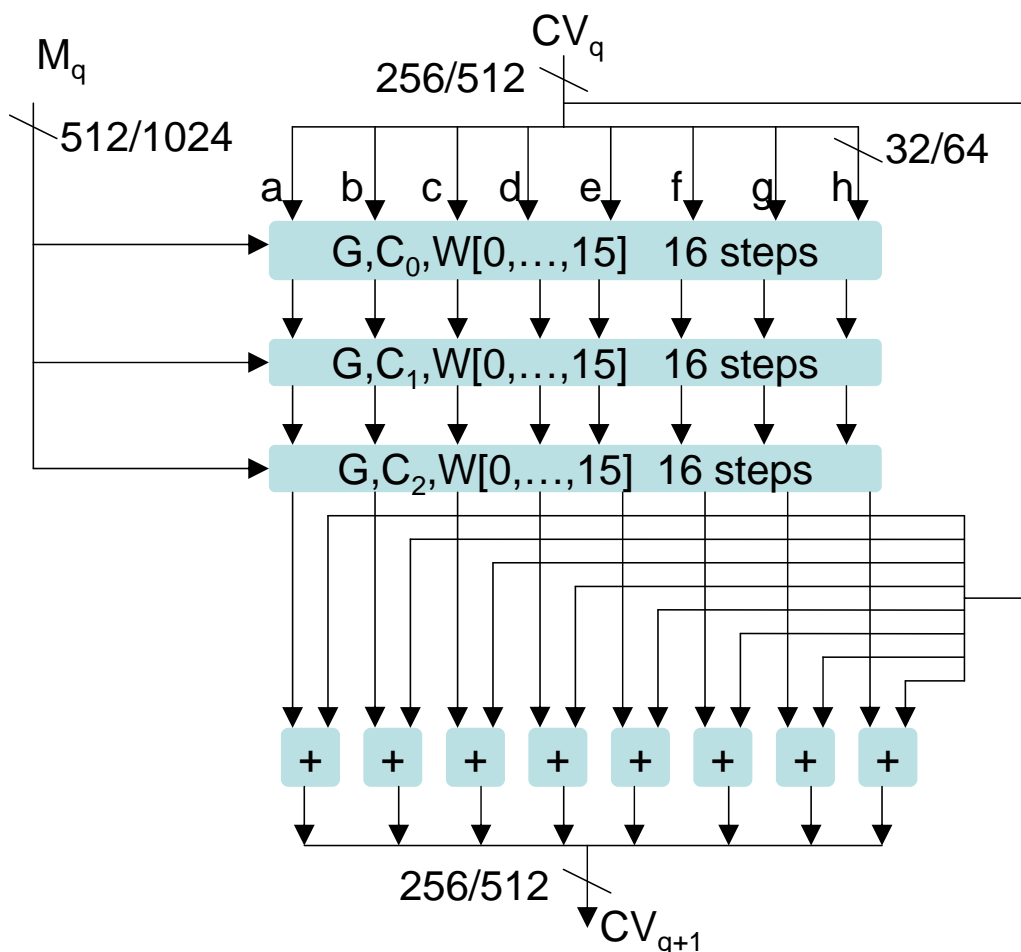 CV_q
M_q
256/512
512/1024
32/64
a b c d e f g h
G,C_0,W[0,…,15] 16 steps
G,C_1,W[0,…,15] 16 steps
G,C_2,W[0,…,15] 16 steps
+ + + + + + + +
256/512
CV_q+1